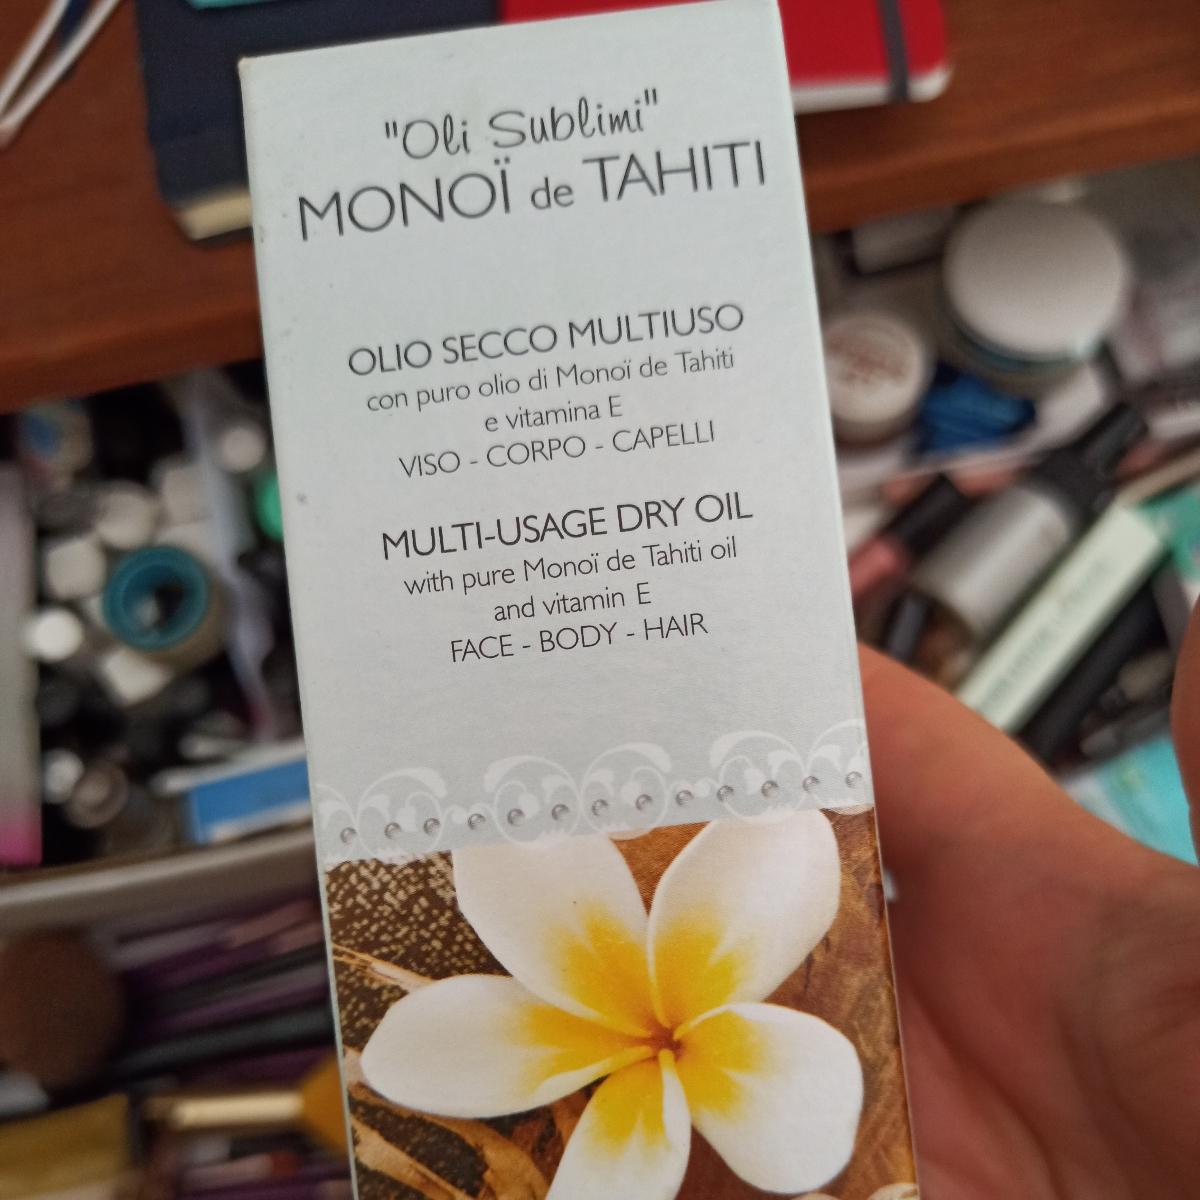 "Oli Sublimi"
MONOÏ de TAHITI
OLIO SECCO MULTIUSO
con puro olio di Monoï de Tahiti
e vitamina E
VISO - CORPO - CAPELLI
MULTI-USAGE DRY OIL
with pure Monoï de Tahiti oil
and vitamin E
FACE - BODY - HAIR